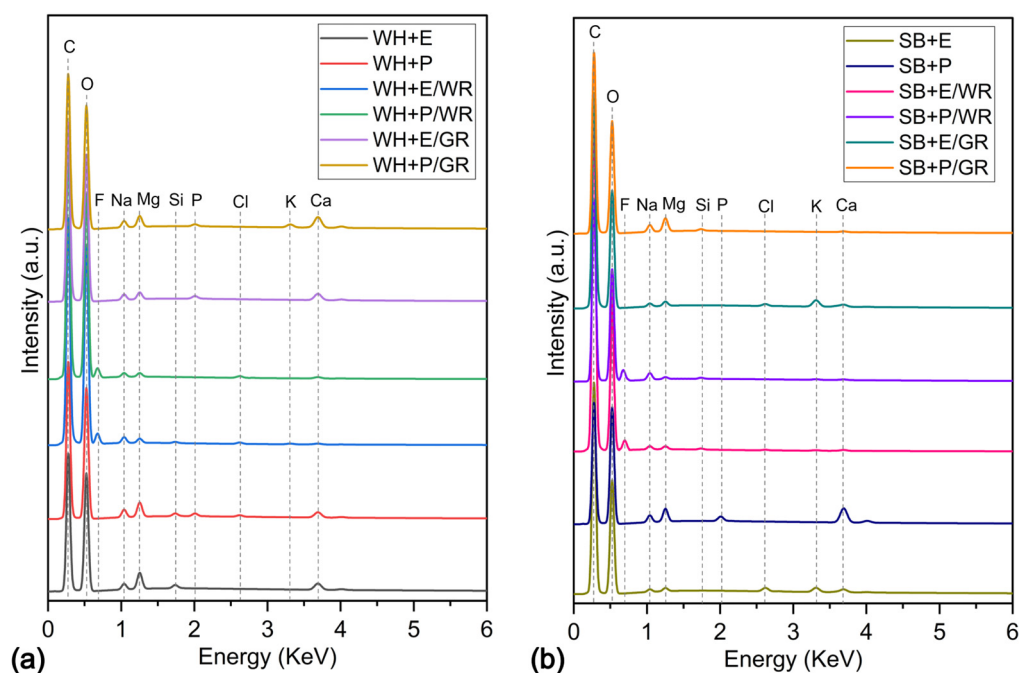 WH+E
WH+P
WH+E/WR
WH+P/WR
WH+E/GR
WH+P/GR
C
O
F Na Mg Si P Cl K Ca
Intensity (a.u.)
0 1 2 3 4 5 6
Energy (KeV)
(a)
SB+E
SB+P
SB+E/WR
SB+P/WR
SB+E/GR
SB+P/GR
C
O
F Na Mg Si P Cl K Ca
Intensity (a.u.)
0 1 2 3 4 5 6
Energy (KeV)
(b)